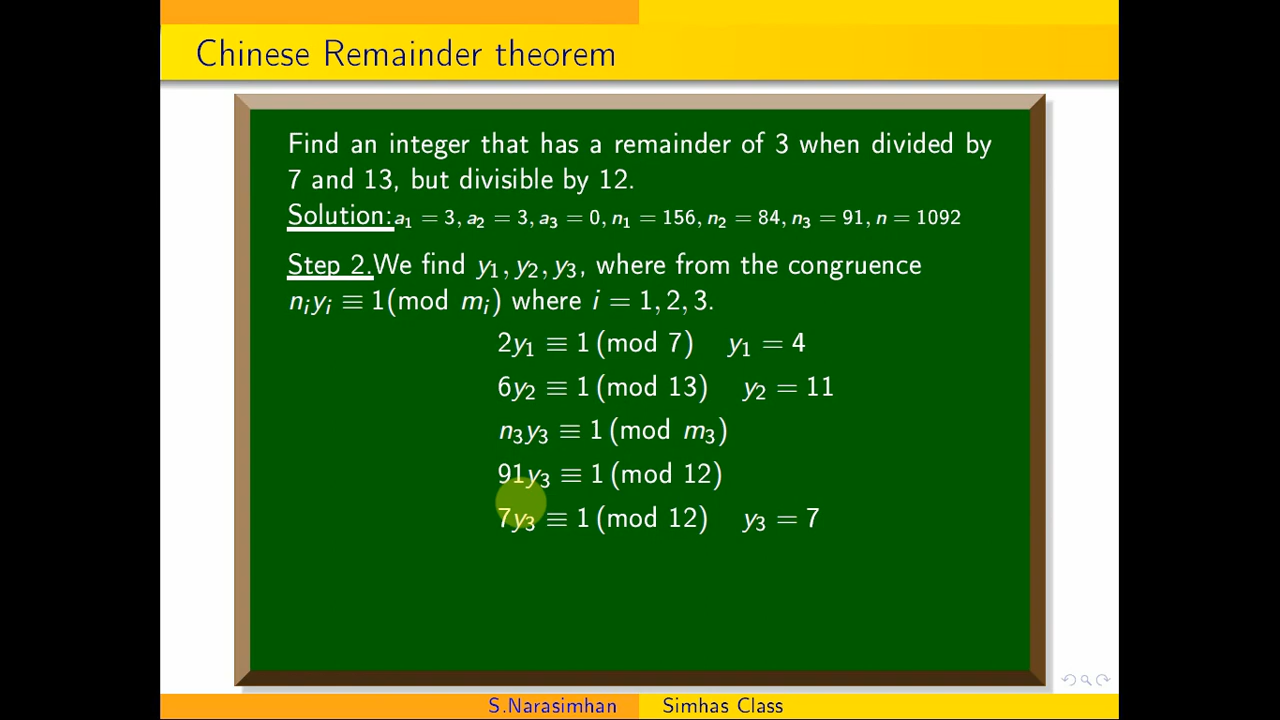 Chinese Remainder theorem
Find an integer that has a remainder of 3 when divided by
7 and 13, but divisible by 12.
Solution:a₁ = 3, a₂ = 3, a₃ = 0, n₁ = 156, n₂ = 84, n₃ = 91, n = 1092
Step 2.We find y₁, y₂, y₃, where from the congruence
nᵢyᵢ ≡ 1(mod mᵢ) where i = 1, 2, 3.
2y₁ ≡ 1 (mod 7) y₁ = 4
6y₂ ≡ 1 (mod 13) y₂ = 11
n₃y₃ ≡ 1 (mod m₃)
91y₃ ≡ 1 (mod 12)
7y₃ ≡ 1 (mod 12) y₃ = 7
S.Narasimhan Simhas Class